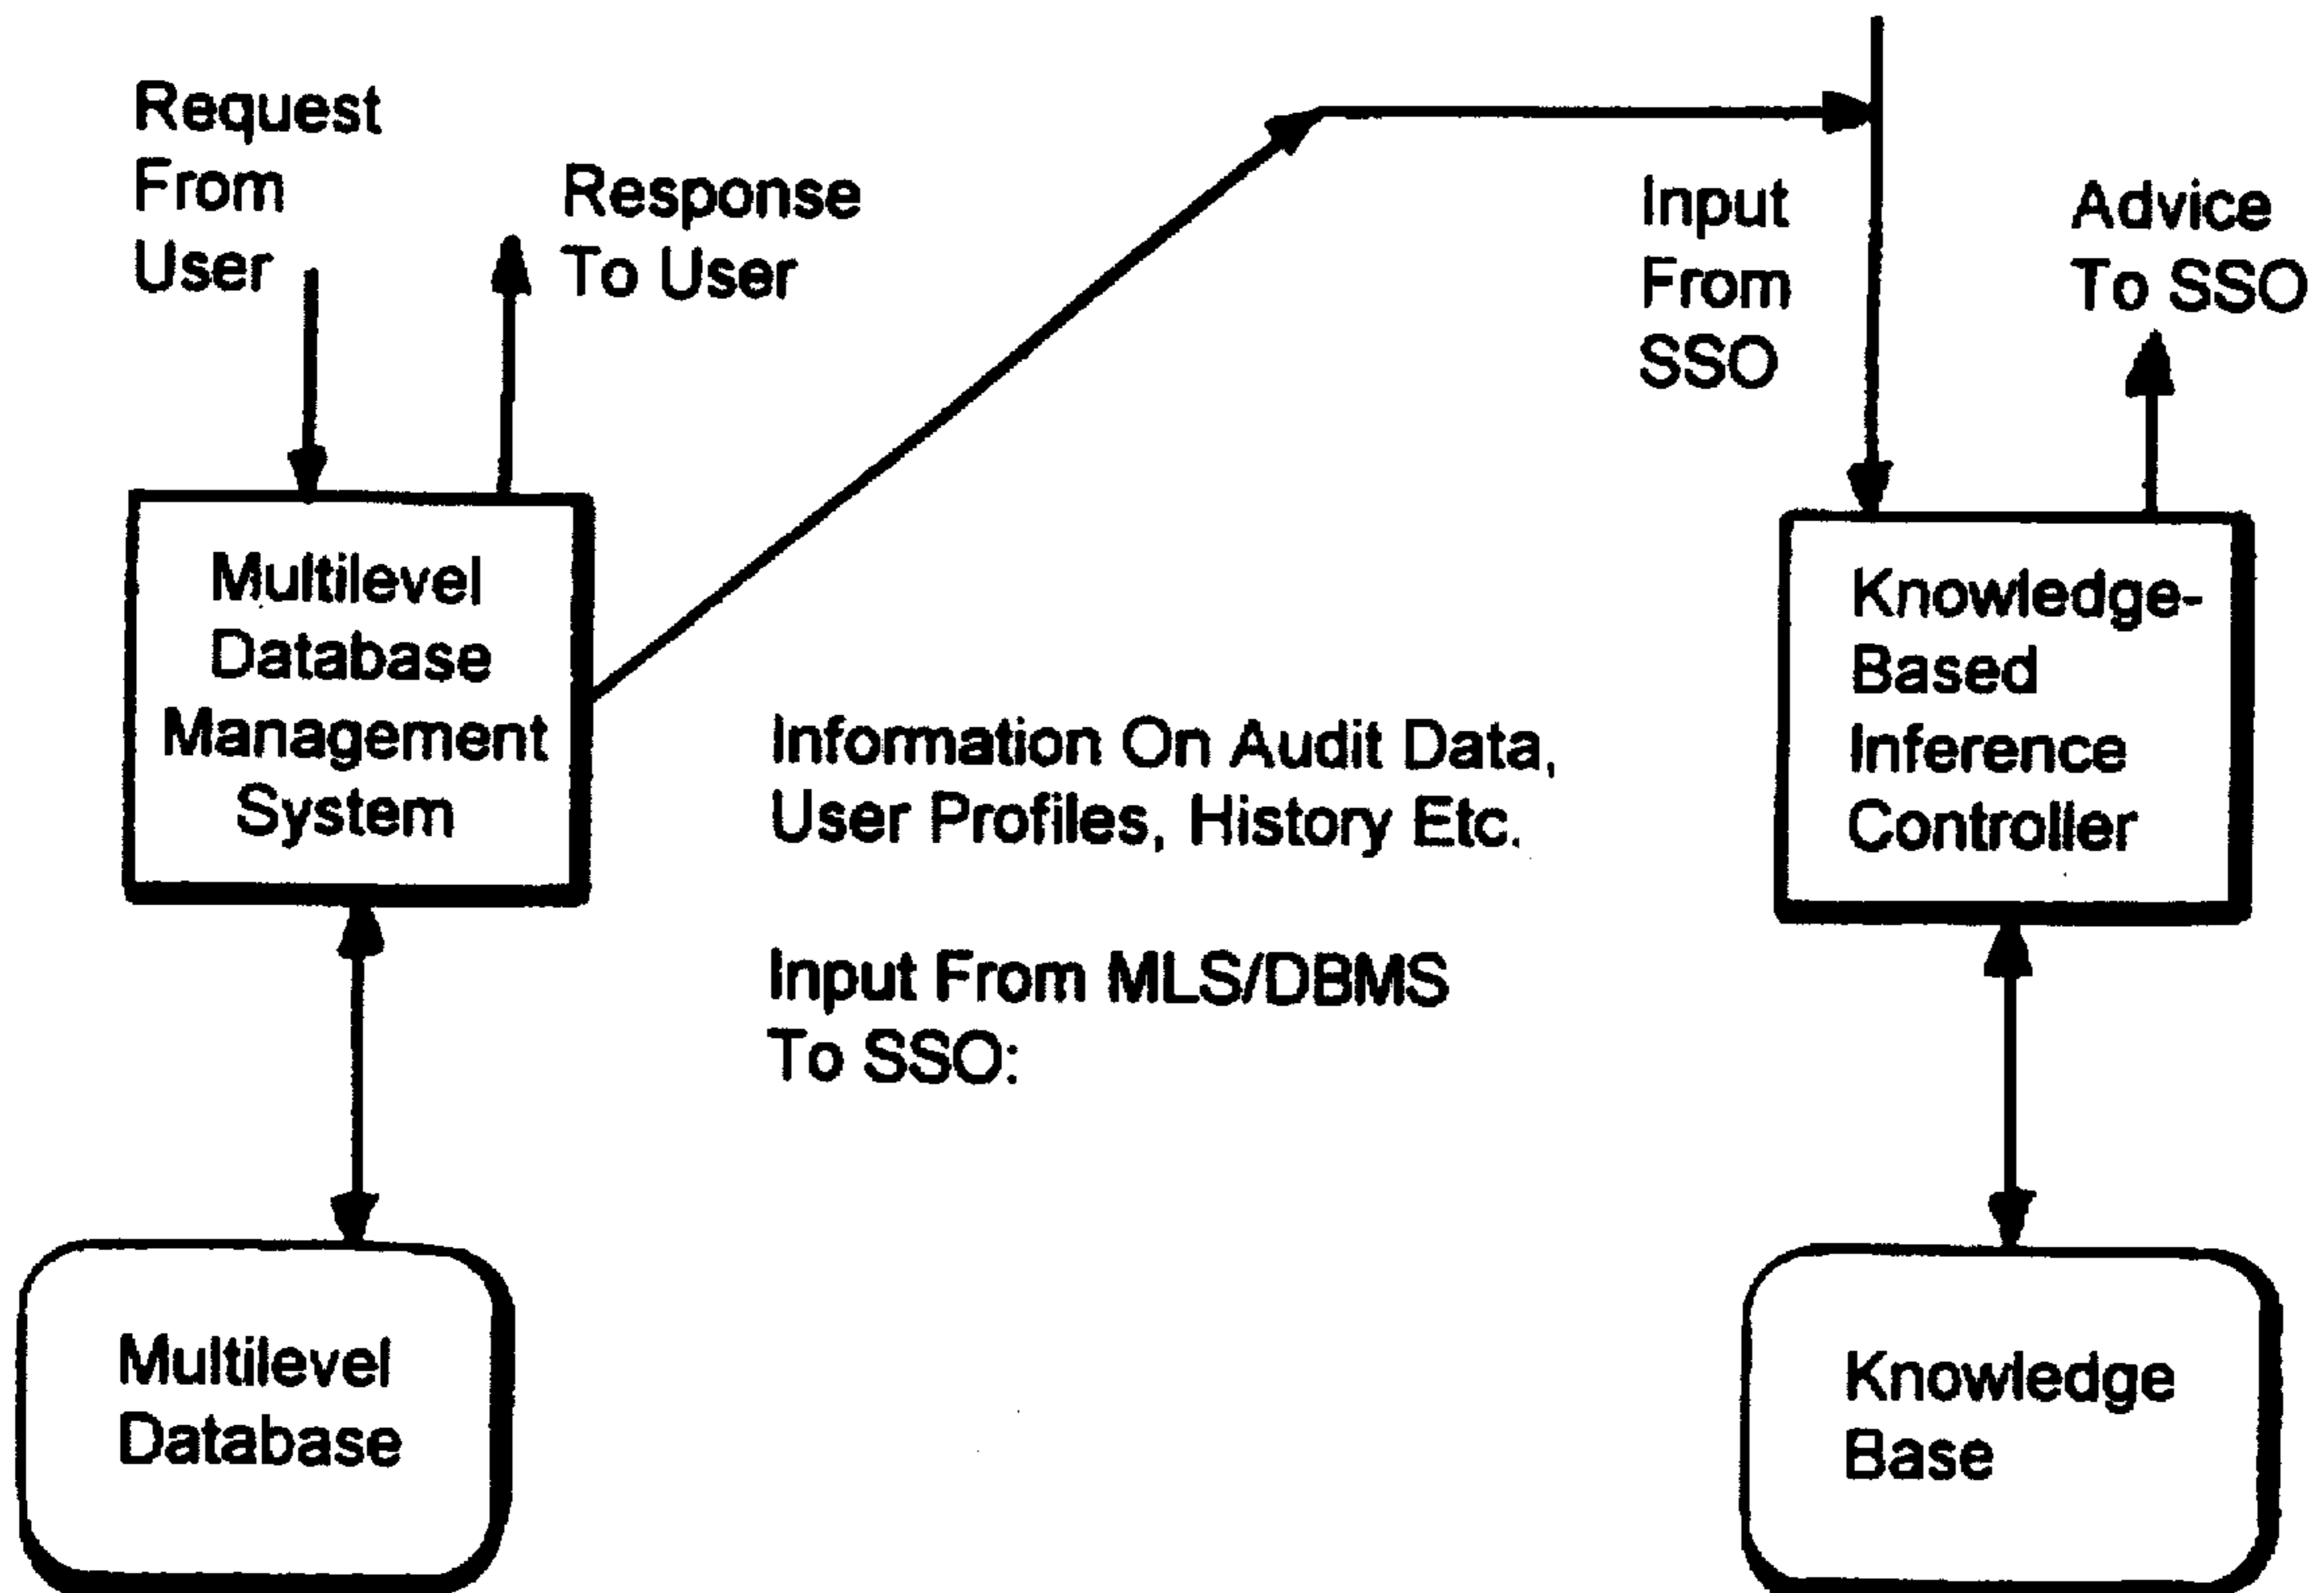 Request
From
User
Response
To User
Input
From
SSO
Advice
To SSO
Multilevel
Database
Management
System
Information On Audit Data,
User Profiles, History Etc.
Input From MLS/DBMS
To SSO:
Knowledge-
Based
Inference
Controller
Multilevel
Database
Knowledge
Base